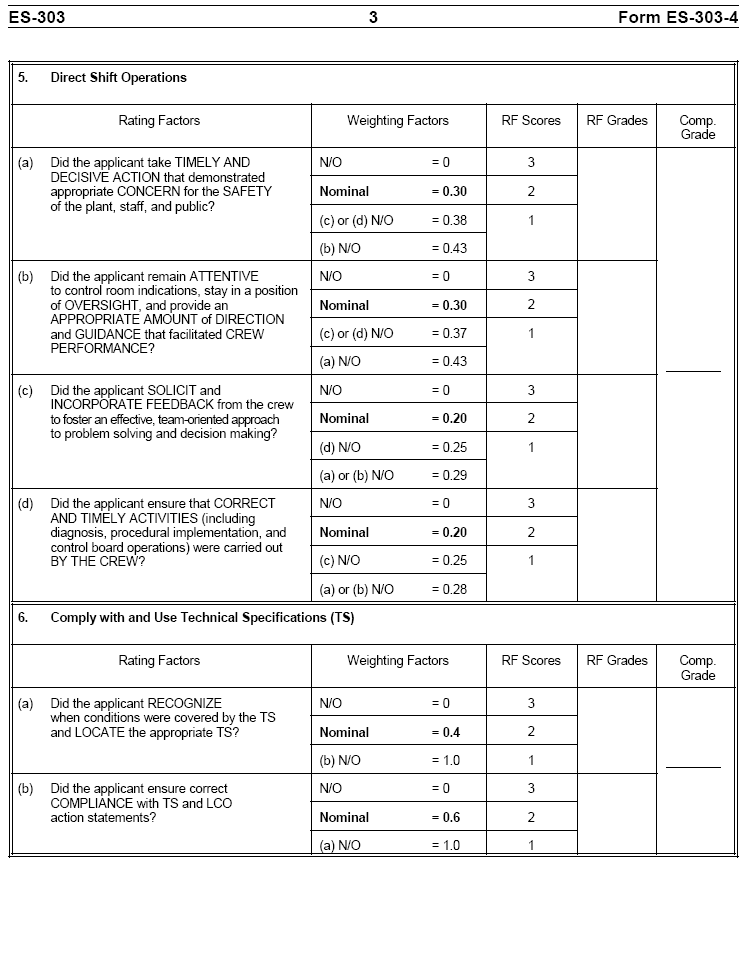 ES-303 3 Form ES-303-4
5. Direct Shift Operations
Rating Factors Weighting Factors RF Scores RF Grades Comp.
Grade
(a) Did the applicant take TIMELY AND N/O = 0 3
DECISIVE ACTION that demonstrated
appropriate CONCERN for the SAFETY Nominal = 0.30 2
of the plant, staff, and public?
(c) or (d) N/O = 0.38 1
(b) N/O = 0.43
(b) Did the applicant remain ATTENTIVE N/O = 0 3
to control room indications, stay in a position
of OVERSIGHT, and provide an Nominal = 0.30 2
APPROPRIATE AMOUNT of DIRECTION
and GUIDANCE that facilitated CREW (c) or (d) N/O = 0.37 1
PERFORMANCE?
(a) N/O = 0.43
(c) Did the applicant SOLICIT and N/O = 0 3
INCORPORATE FEEDBACK from the crew
to foster an effective, team-oriented approach Nominal = 0.20 2
to problem solving and decision making?
(d) N/O = 0.25 1
(a) or (b) N/O = 0.29
(d) Did the applicant ensure that CORRECT N/O = 0 3
AND TIMELY ACTIVITIES (including
diagnosis, procedural implementation, and Nominal = 0.20 2
control board operations) were carried out
BY THE CREW? (c) N/O = 0.25 1
(a) or (b) N/O = 0.28
6. Comply with and Use Technical Specifications (TS)
Rating Factors Weighting Factors RF Scores RF Grades Comp.
Grade
(a) Did the applicant RECOGNIZE N/O = 0 3
when conditions were covered by the TS
and LOCATE the appropriate TS? Nominal = 0.4 2
(b) N/O = 1.0 1
(b) Did the applicant ensure correct N/O = 0 3
COMPLIANCE with TS and LCO
action statements? Nominal = 0.6 2
(a) N/O = 1.0 1